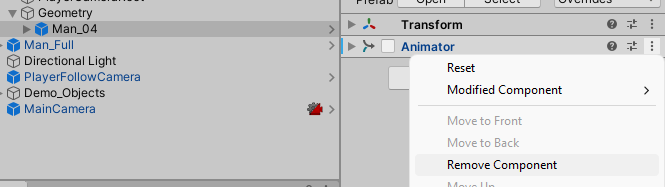 Prefab
Open
Select
Overrides
Geometry
Man_04
Man_Full
Directional Light
PlayerFollowCamera
Demo_Objects
MainCamera
Transform
Animator
Reset
Modified Component
Move to Front
Move to Back
Remove Component
Move Up